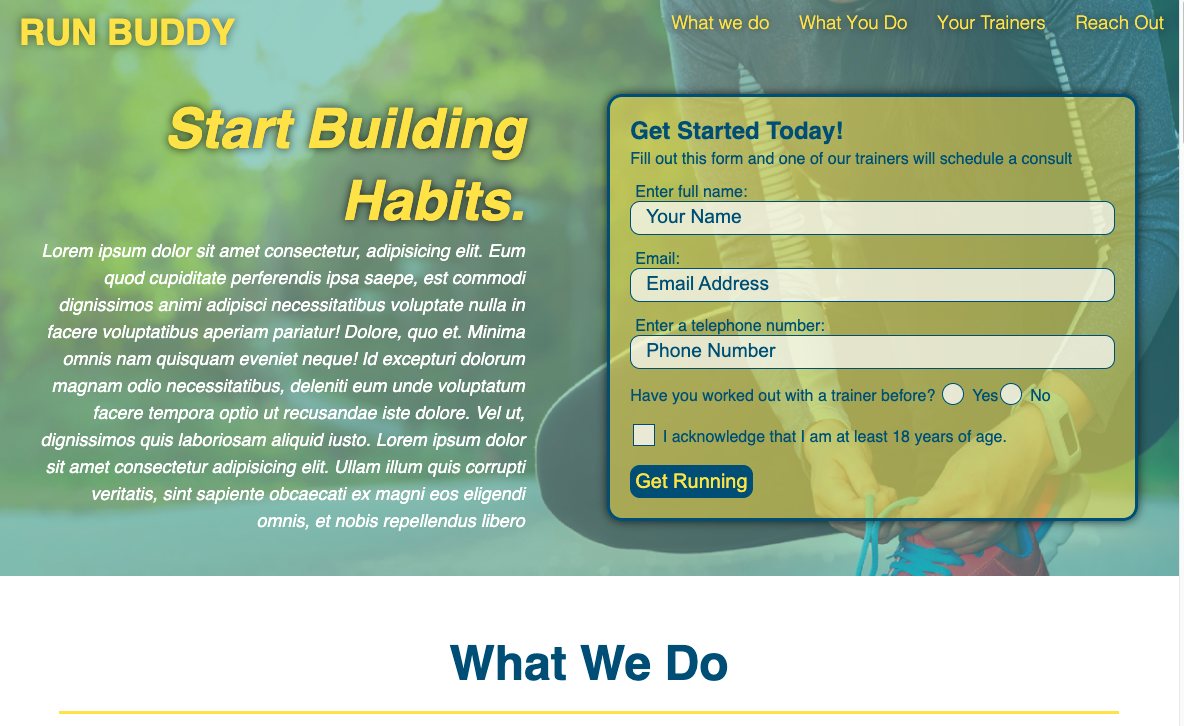 RUN BUDDY
What we do
What You Do
Your Trainers
Reach Out
Start Building
Habits.
Lorem ipsum dolor sit amet consectetur, adipisicing elit. Eum
quod cupiditate perferendis ipsa saepe, est commodi
dignissimos animi adipisci necessitatibus voluptate nulla in
facere voluptatibus aperiam pariatur! Dolore, quo et. Minima
omnis nam quisquam eveniet neque! Id excepturi dolorum
magnam odio necessitatibus, deleniti eum unde voluptatum
facere tempora optio ut recusandae iste dolore. Vel ut,
dignissimos quis laboriosam aliquid iusto. Lorem ipsum dolor
sit amet consectetur adipisicing elit. Ullam illum quis corrupti
veritatis, sint sapiente obcaecati ex magni eos eligendi
omnis, et nobis repellendus libero
Get Started Today!
Fill out this form and one of our trainers will schedule a consult
Enter full name:
Your Name
Email:
Email Address
Enter a telephone number:
Phone Number
Have you worked out with a trainer before? Yes No
I acknowledge that I am at least 18 years of age.
Get Running
What We Do